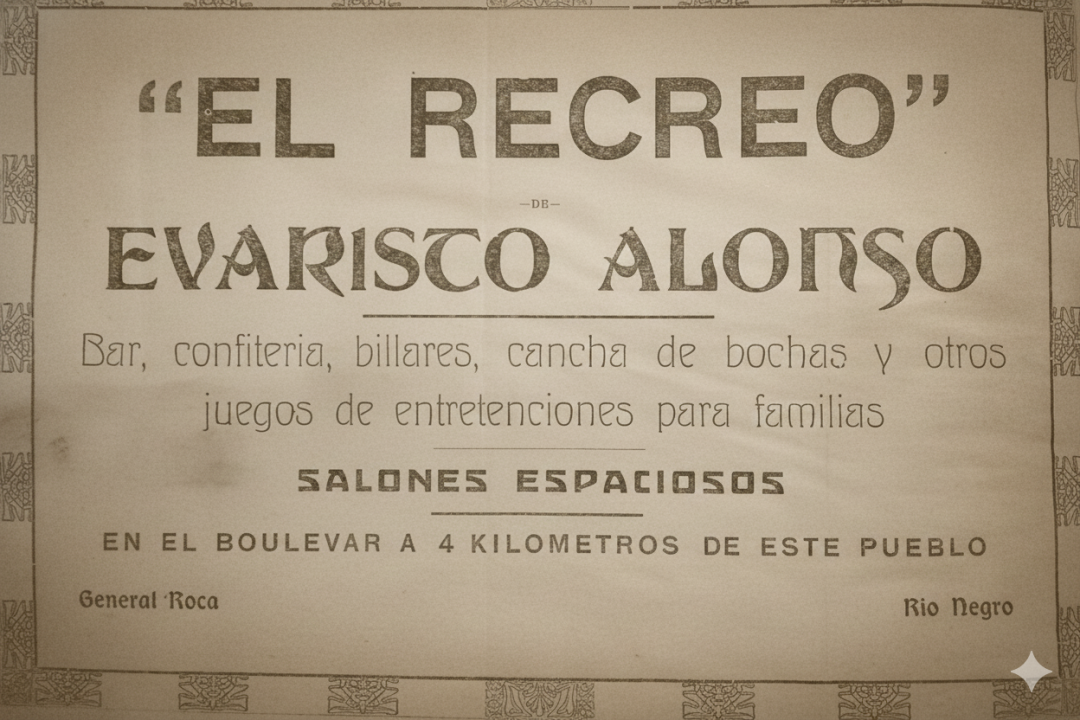 “EL RECREO”
—DE—
EVARISTO ALONSO
Bar, confiteria, billares, cancha de bochas y otros
juegos de entretenciones para familias
SALONES ESPACIOSOS
EN EL BOULEVAR A 4 KILOMETROS DE ESTE PUEBLO
General Roca
Rio Negro